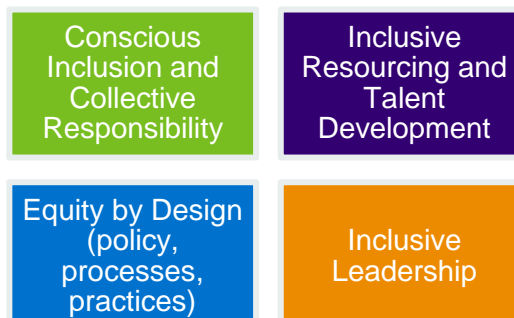 Conscious
Inclusion and
Collective
Responsibility
Inclusive
Resourcing and
Talent
Development
Equity by Design
(policy,
processes,
practices)
Inclusive
Leadership